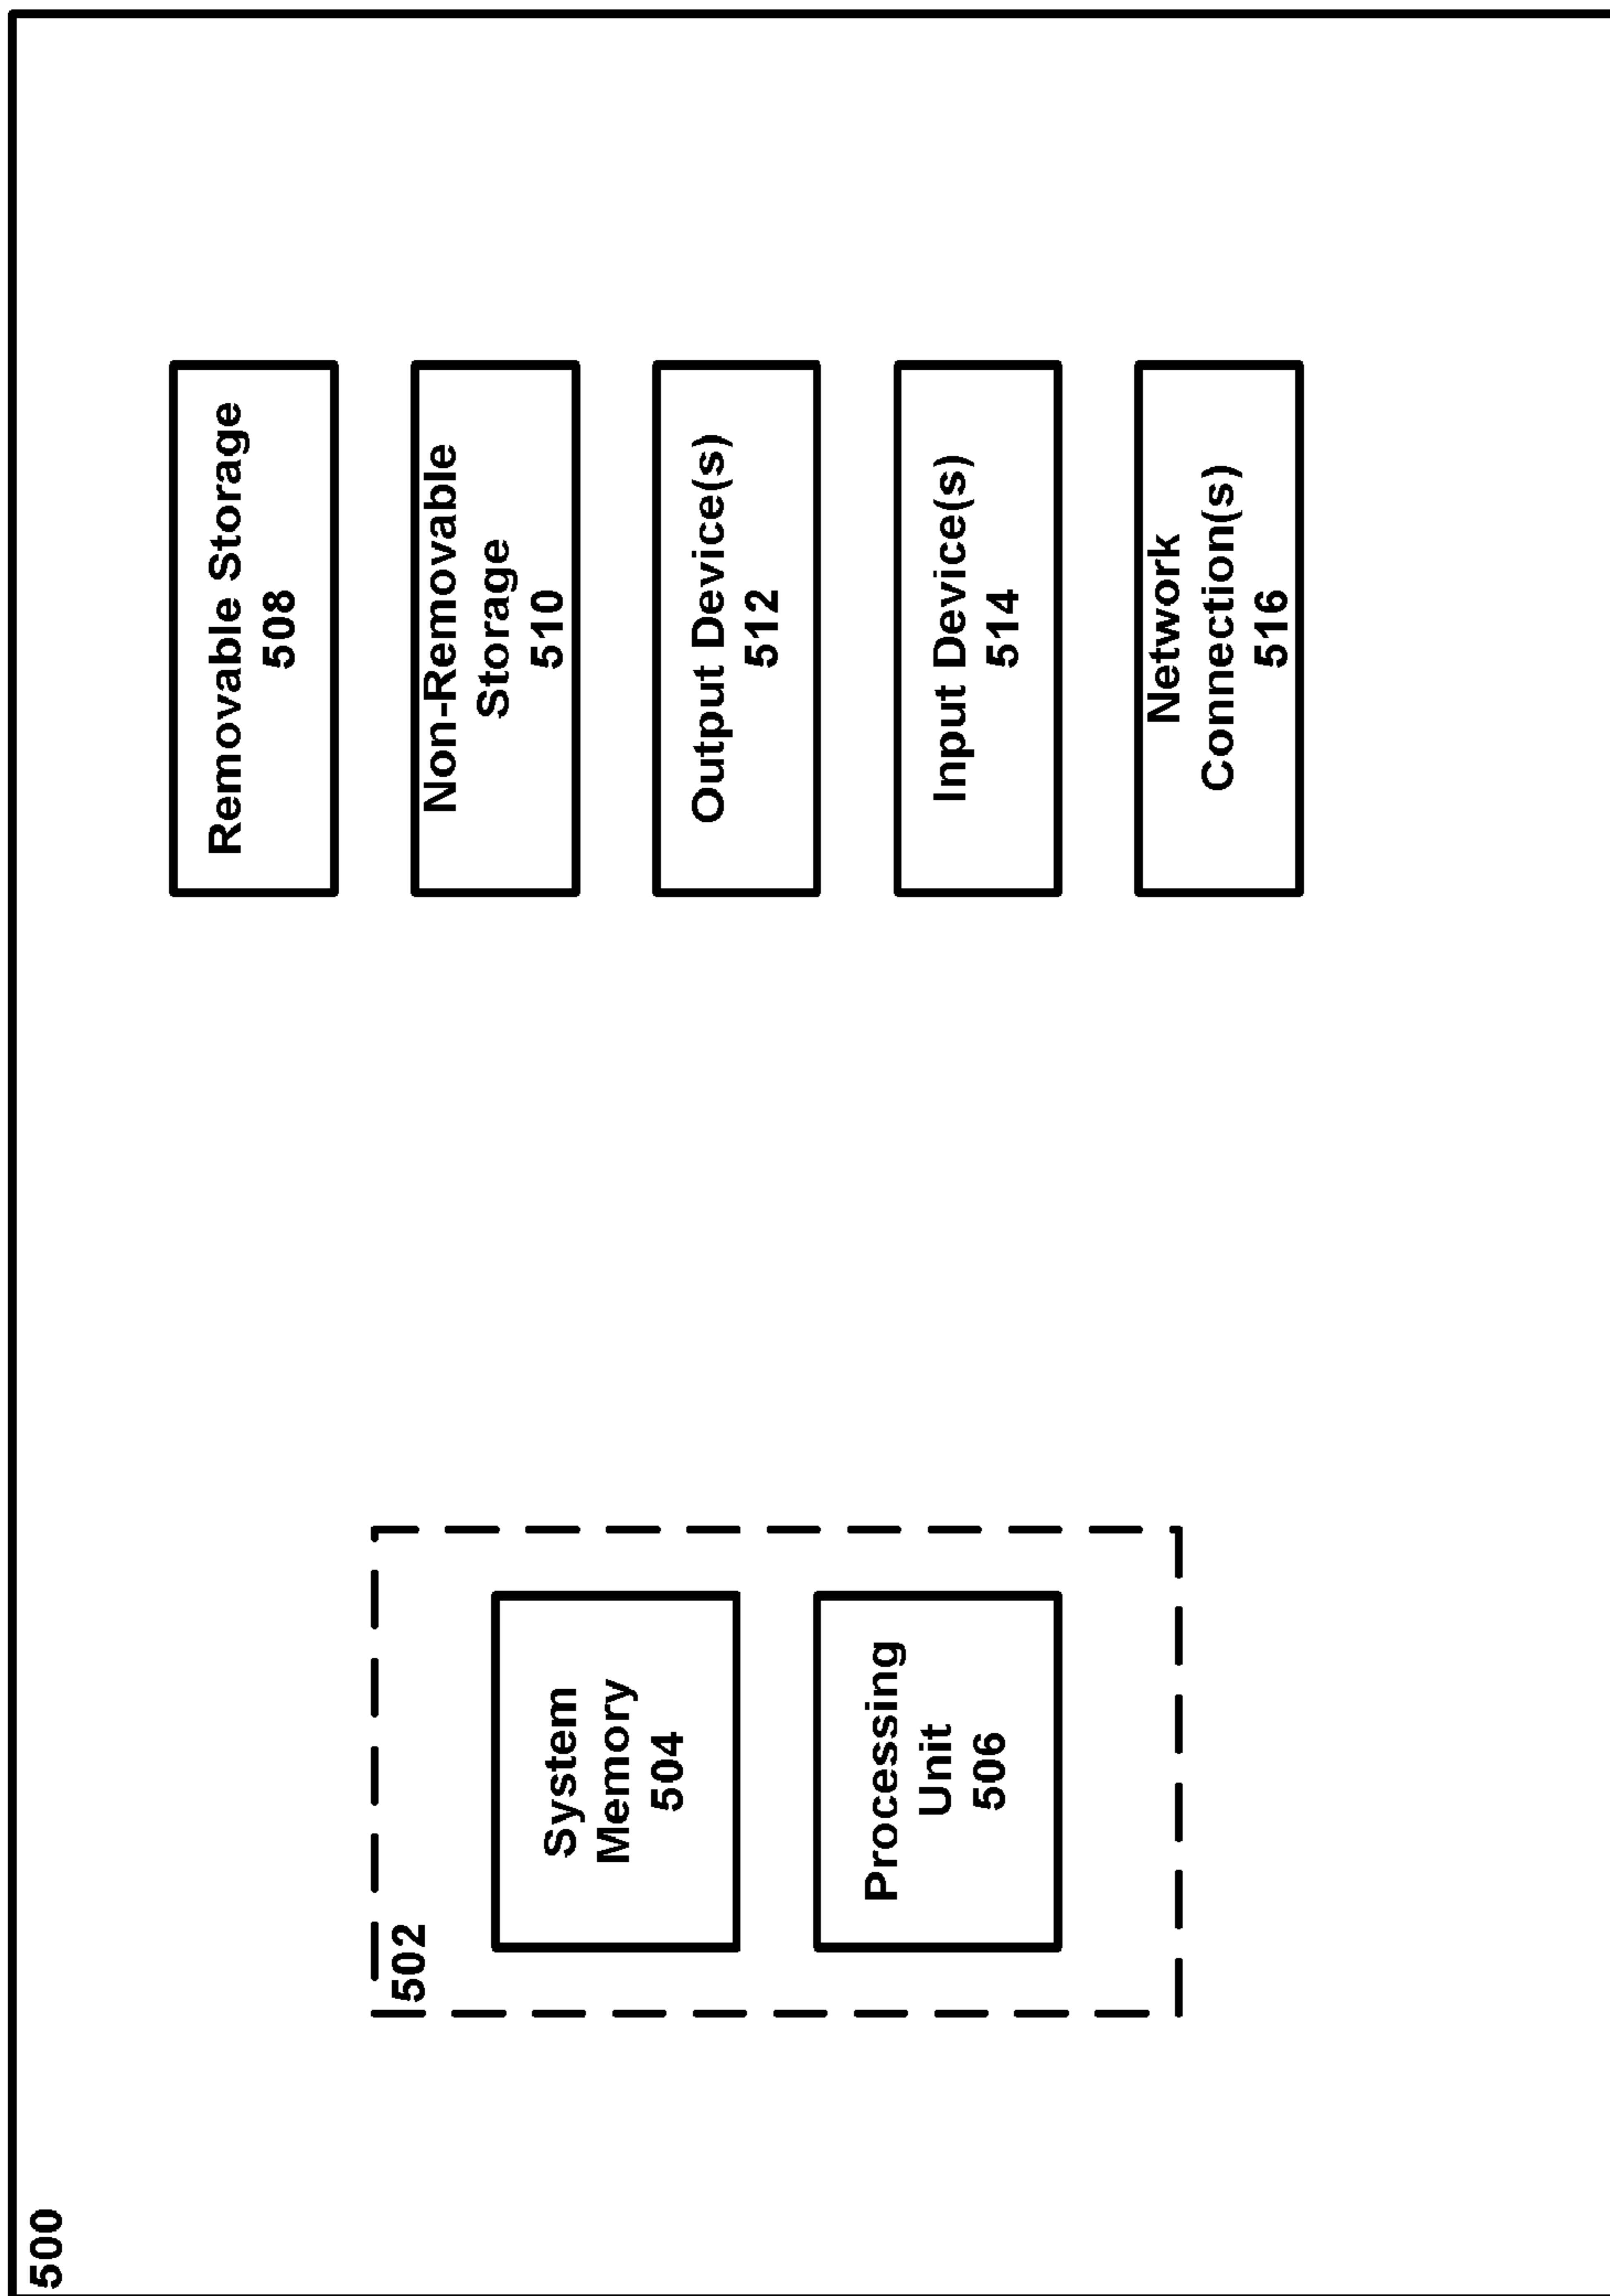 500
502
System
Memory
504
Processing
Unit
506
Removable Storage
508
Non-Removable
Storage
510
Output Device(s)
512
Input Device(s)
514
Network
Connection(s)
516